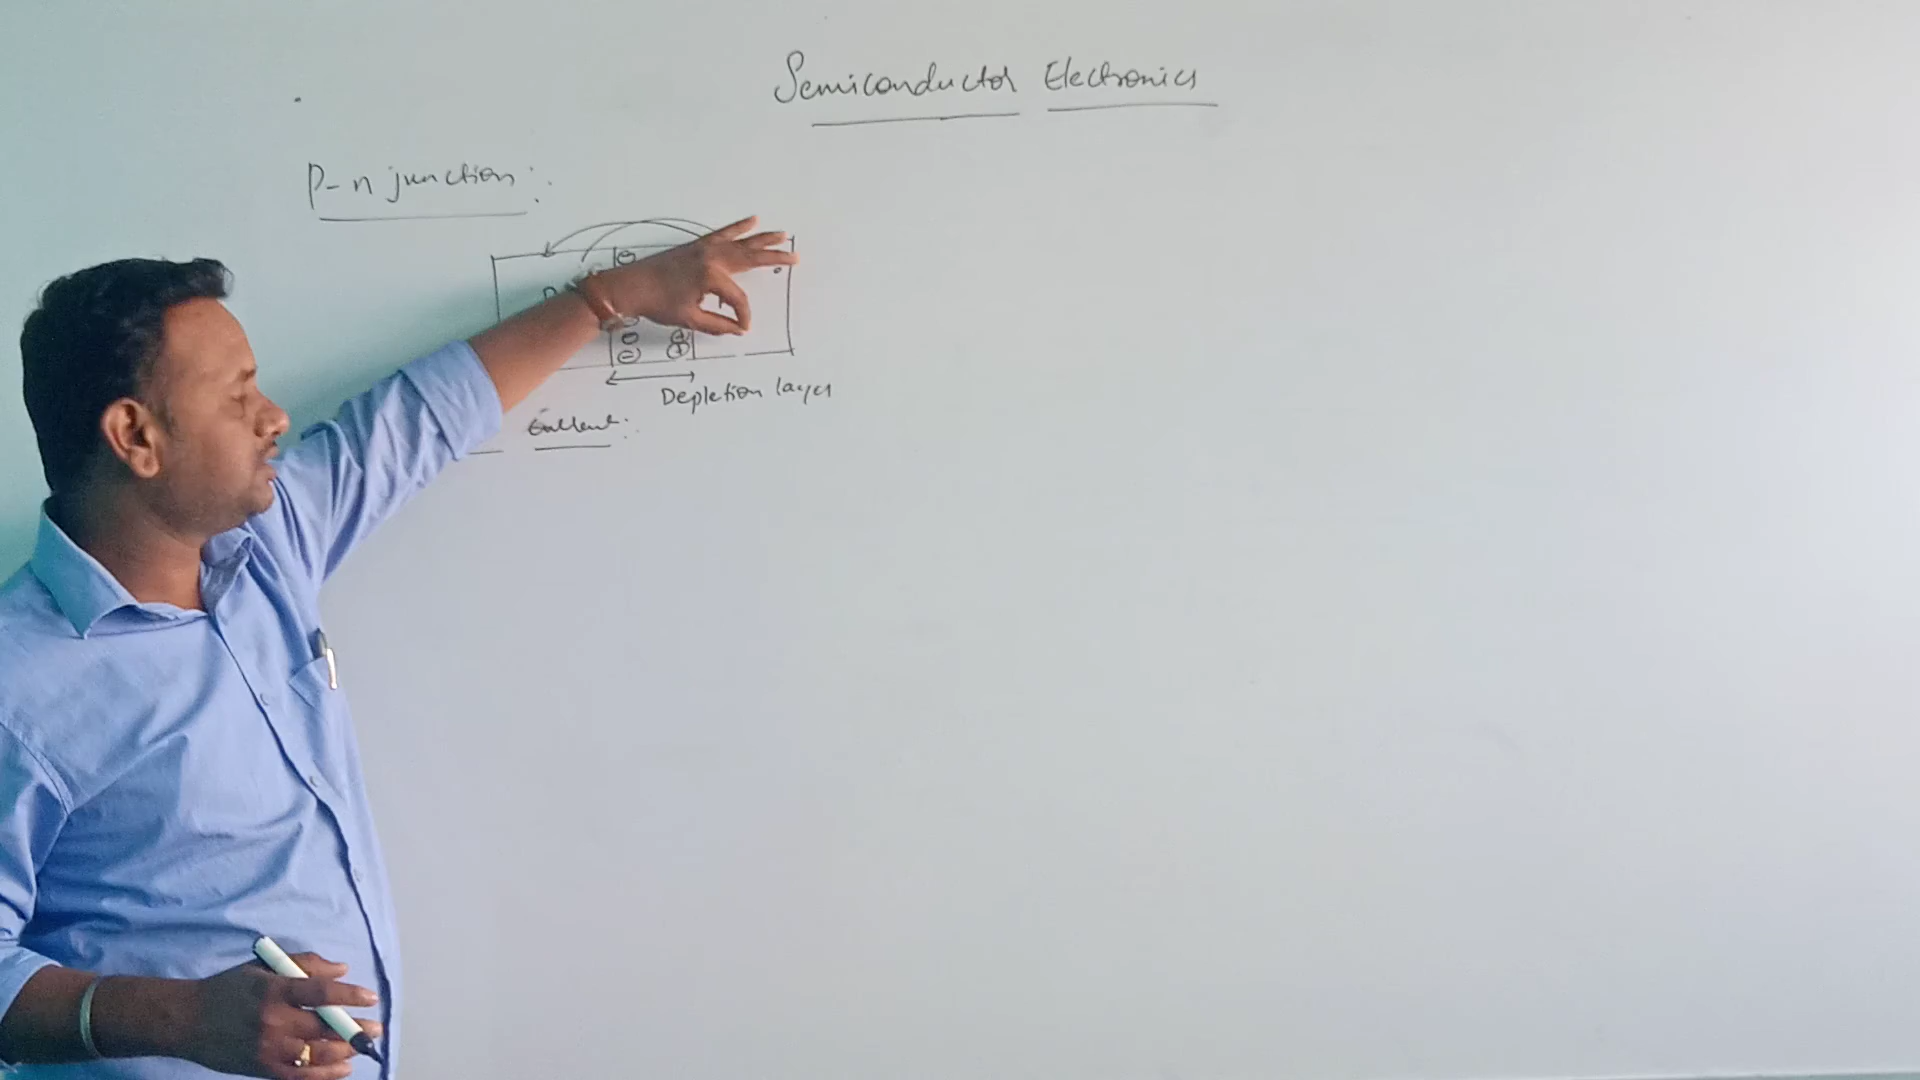 Semiconductor Electronics
P-n junction:
P
Depletion layer
Current: